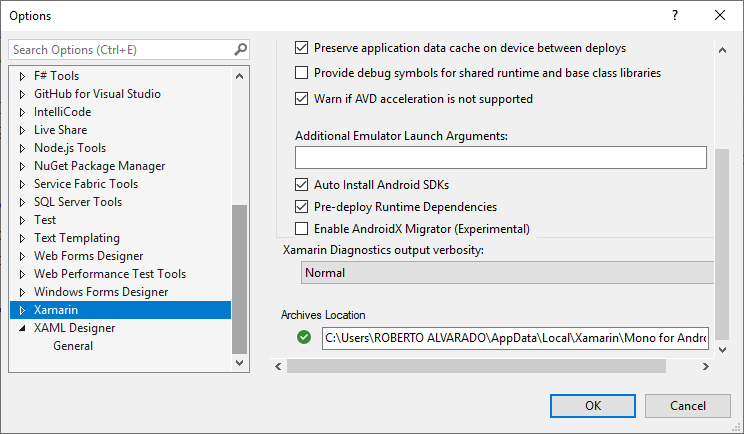 Options
Search Options (Ctrl+E)
F# Tools
GitHub for Visual Studio
IntelliCode
Live Share
Node.js Tools
NuGet Package Manager
Service Fabric Tools
SQL Server Tools
Test
Text Templating
Web Forms Designer
Web Performance Test Tools
Windows Forms Designer
Xamarin
XAML Designer
General
Preserve application data cache on device between deploys
Provide debug symbols for shared runtime and base class libraries
Warn if AVD acceleration is not supported
Additional Emulator Launch Arguments:
Auto Install Android SDKs
Pre-deploy Runtime Dependencies
Enable AndroidX Migrator (Experimental)
Xamarin Diagnostics output verbosity:
Normal
Archives Location
C:\Users\ROBERTO ALVARADO\AppData\Local\Xamarin\Mono for Andro
OK
Cancel